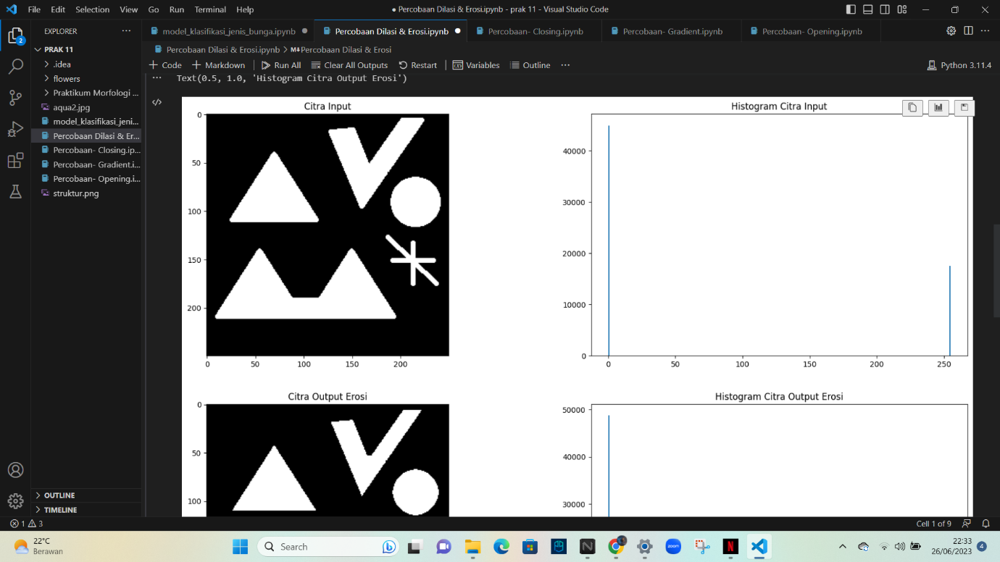 File Edit Selection View Go Run Terminal Help
● Percobaan Dilasi & Erosi.ipynb - prak 11 - Visual Studio Code
EXPLORER
model_klasifikasi_jenis_bunga.ipynb
Percobaan Dilasi & Erosi.ipynb
Percobaan- Closing.ipynb
Percobaan- Gradient.ipynb
Percobaan- Opening.ipynb
2
PRAK 11
.idea
flowers
Praktikum Morfologi ...
aqua2.jpg
model_klasifikasi_jeni...
Percobaan Dilasi & Er...
Percobaan- Closing.ip...
Percobaan- Gradient.i...
Percobaan- Opening.i...
struktur.png
OUTLINE
TIMELINE
Percobaan Dilasi & Erosi.ipynb > M↓Percobaan Dilasi & Erosi
+ Code + Markdown Run All Clear All Outputs Restart Variables Outline ...
Python 3.11.4
Text(0.5, 1.0, 'Histogram Citra Output Erosi')
Citra Input
0
50
100
150
200
0 50 100 150 200
Histogram Citra Input
40000
30000
20000
10000
0
0 50 100 150 200 250
Citra Output Erosi
0
50
100
Histogram Citra Output Erosi
50000
40000
30000
1 3
Cell 1 of 9
22°C
Berawan
Search
zoom
22:33
26/06/2023
4